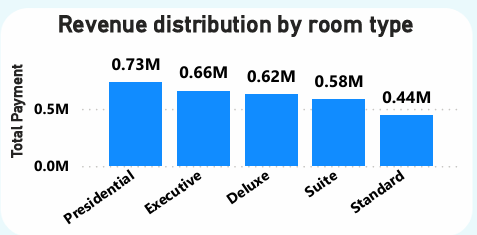 Revenue distribution by room type
Total Payment
0.73M
0.66M
0.62M
0.58M
0.44M
0.5M
0.0M
Presidential
Executive
Deluxe
Suite
Standard